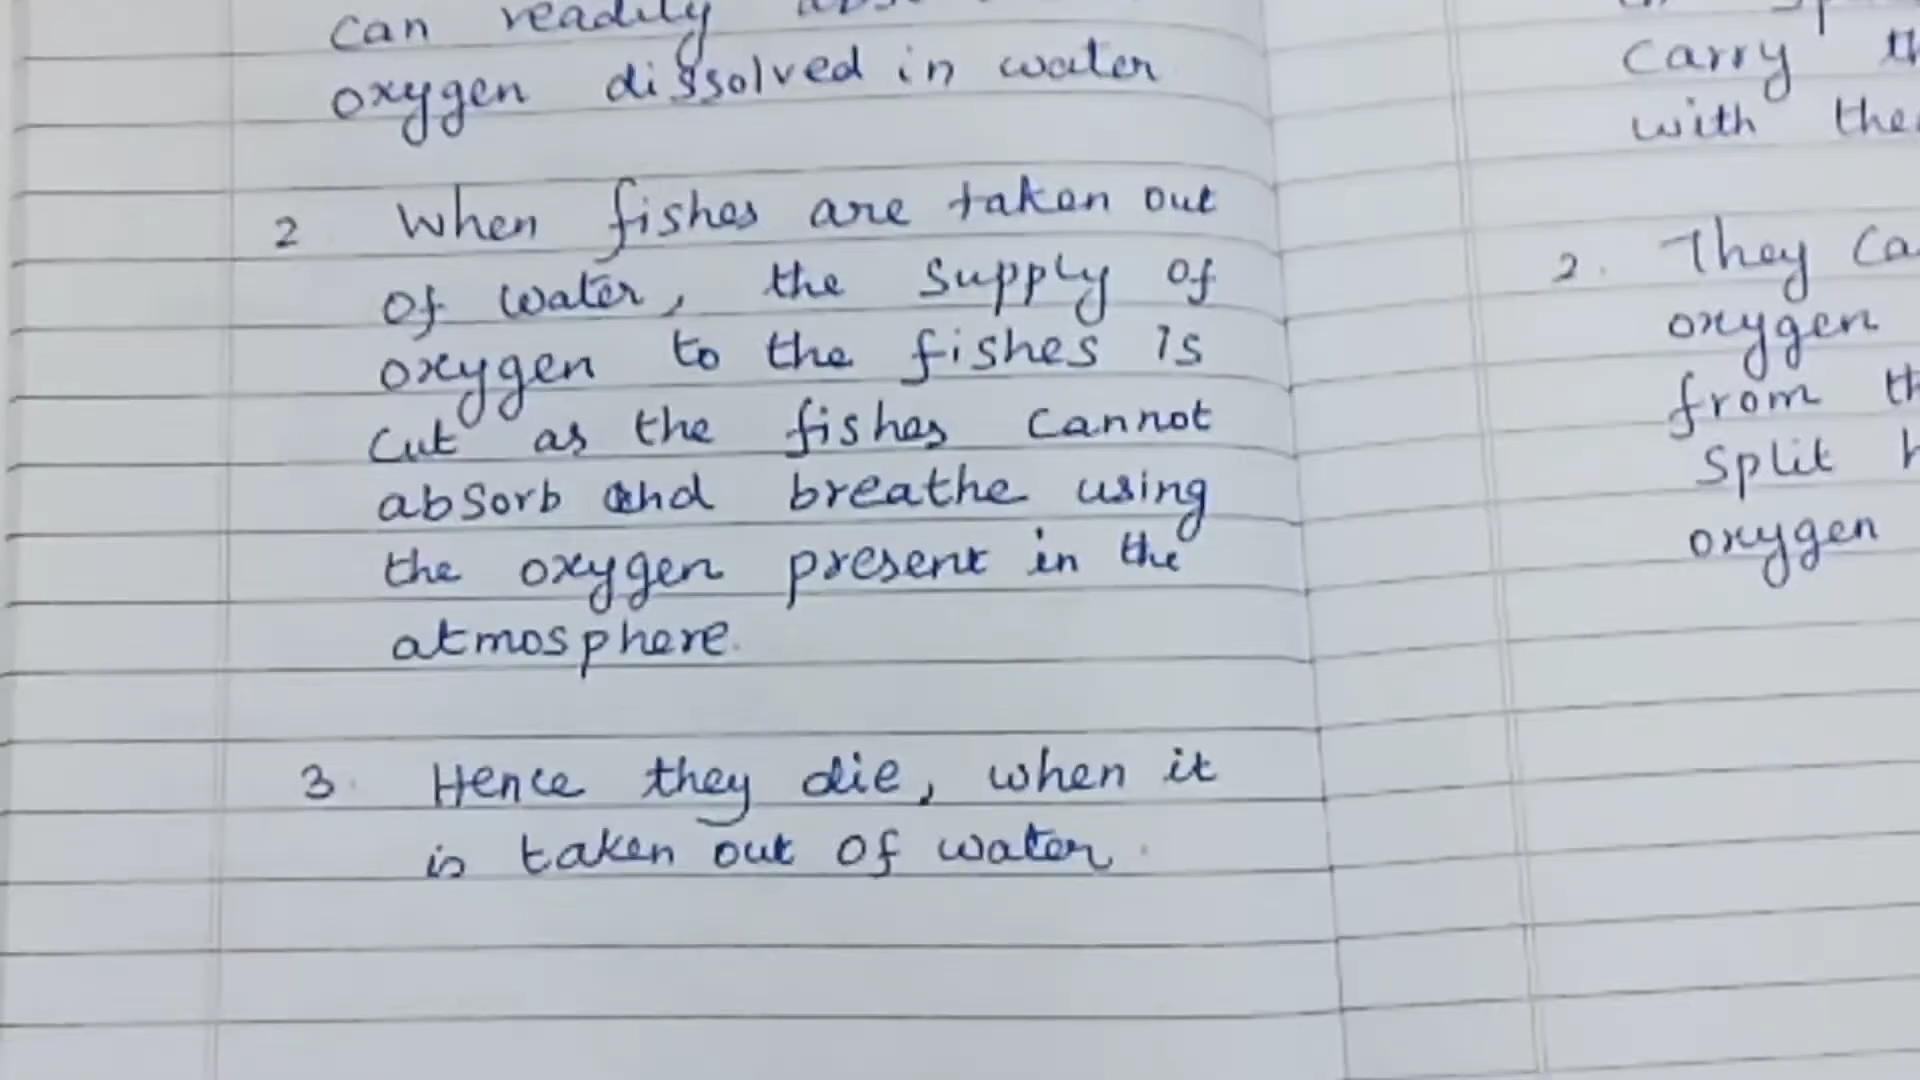 can readily
oxygen dissolved in water
2 When fishes are taken out
of water, the supply of
oxygen to the fishes is
cut as the fishes cannot
absorb and breathe using
the oxygen present in the
atmosphere.
3. Hence they die, when it
is taken out of water.
carry
with
2. They
oxygen
from
split
oxygen